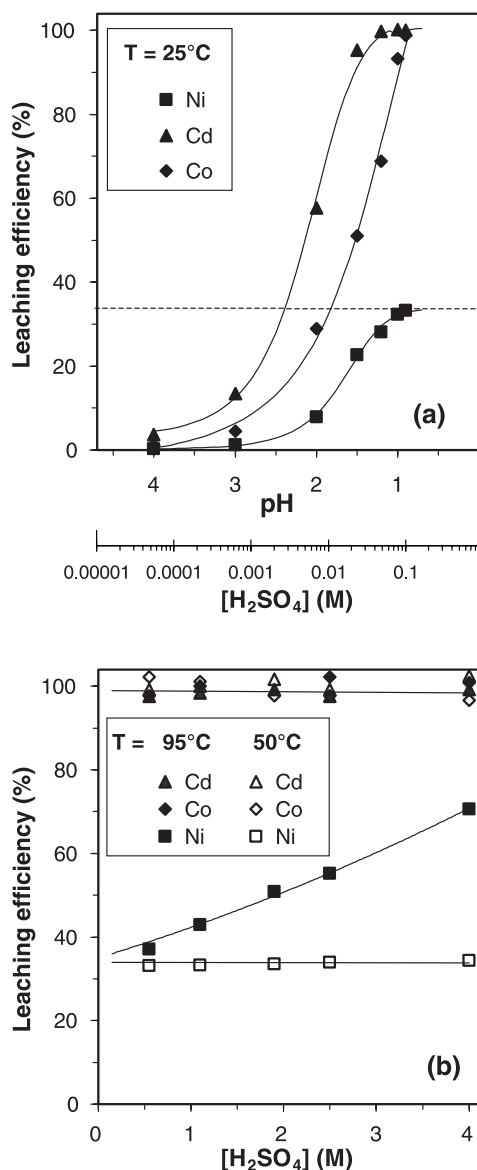 100
80
60
40
20
0
Leaching efficiency (%)
T = 25°C
Ni
Cd
Co
(a)
4 3 2 1
pH
0.00001 0.0001 0.001 0.01 0.1
[H₂SO₄] (M)
100
80
60
40
20
0
Leaching efficiency (%)
T = 95°C 50°C
Cd Cd
Co Co
Ni Ni
(b)
0 1 2 3 4
[H₂SO₄] (M)